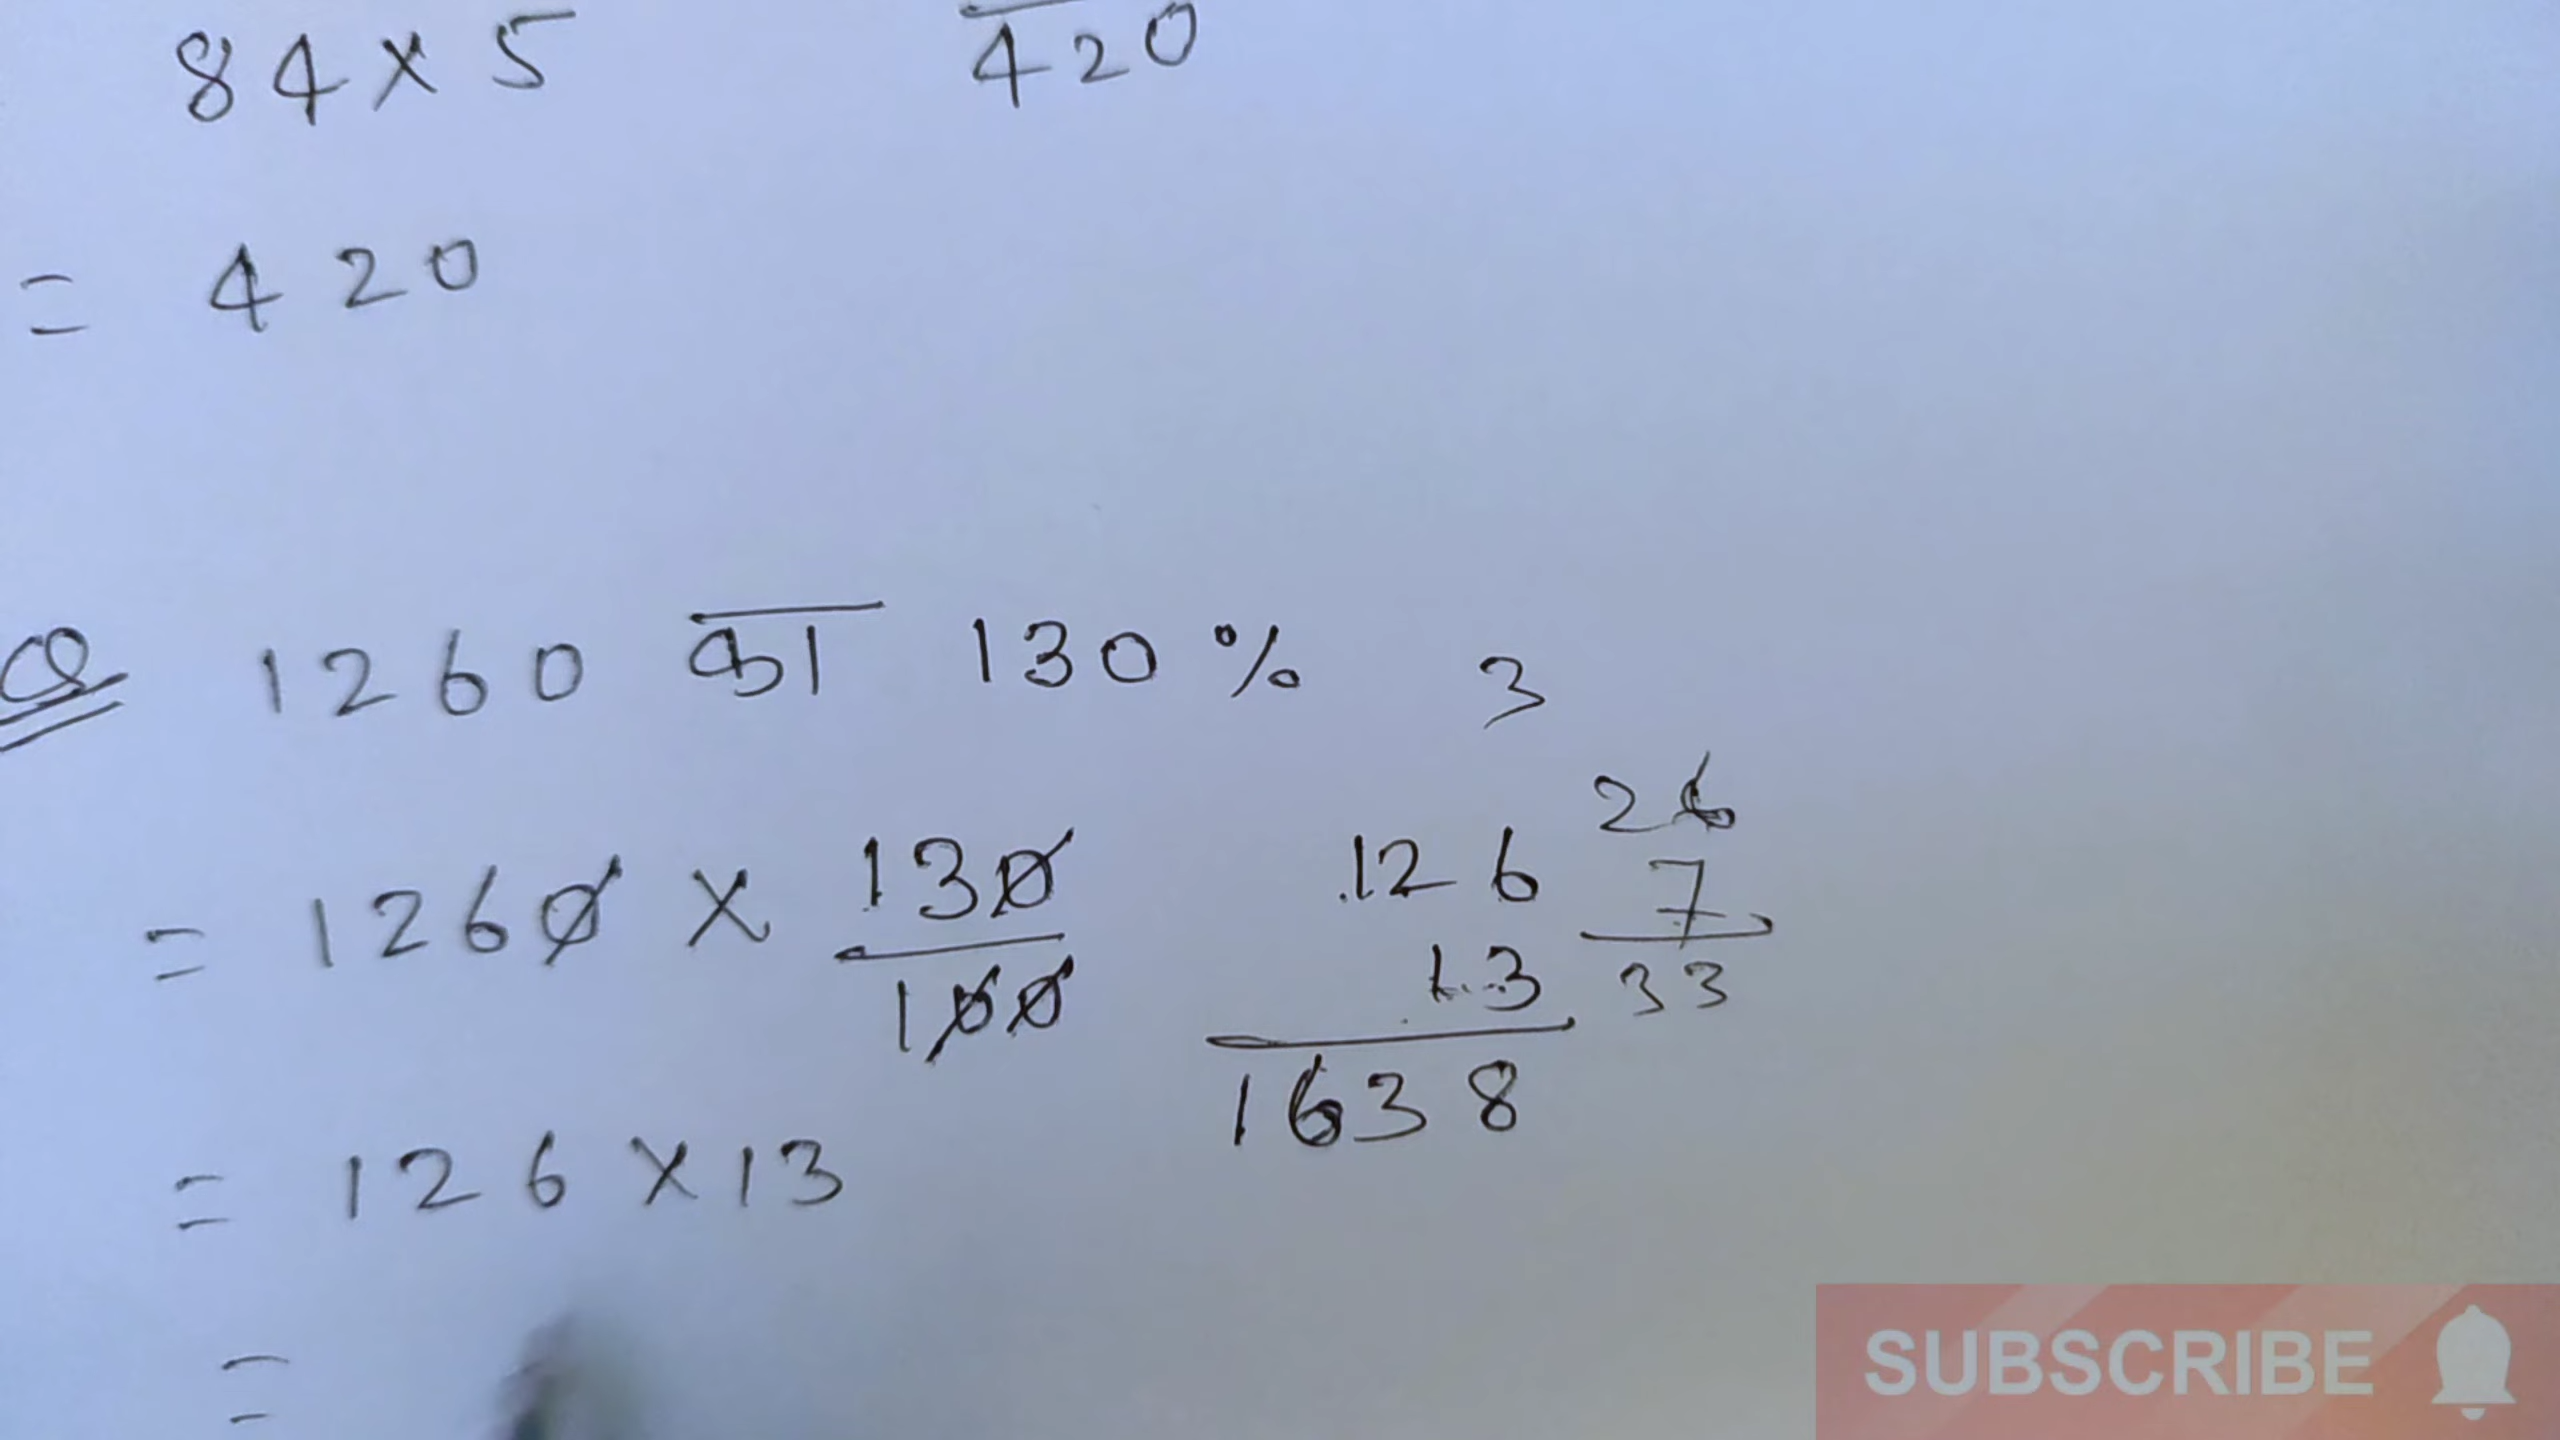 84 × 5
420
= 420
Q 1260 का 130 %
3
= 1260 × 130/100
126
13
1638
26
7
33
= 126 × 13
=
SUBSCRIBE